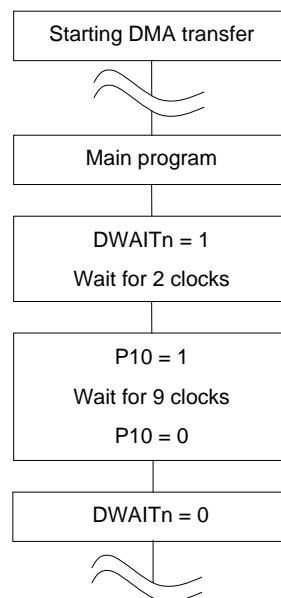 Starting DMA transfer
Main program
DWAITn = 1
Wait for 2 clocks
P10 = 1
Wait for 9 clocks
P10 = 0
DWAITn = 0